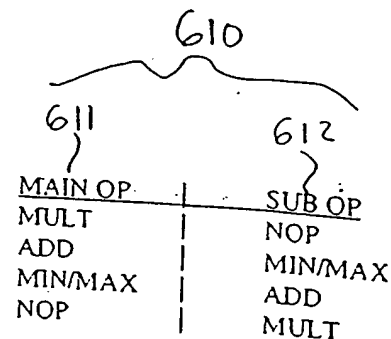 610
611 612
MAIN OP SUB OP
MULT NOP
ADD MIN/MAX
MIN/MAX ADD
NOP MULT